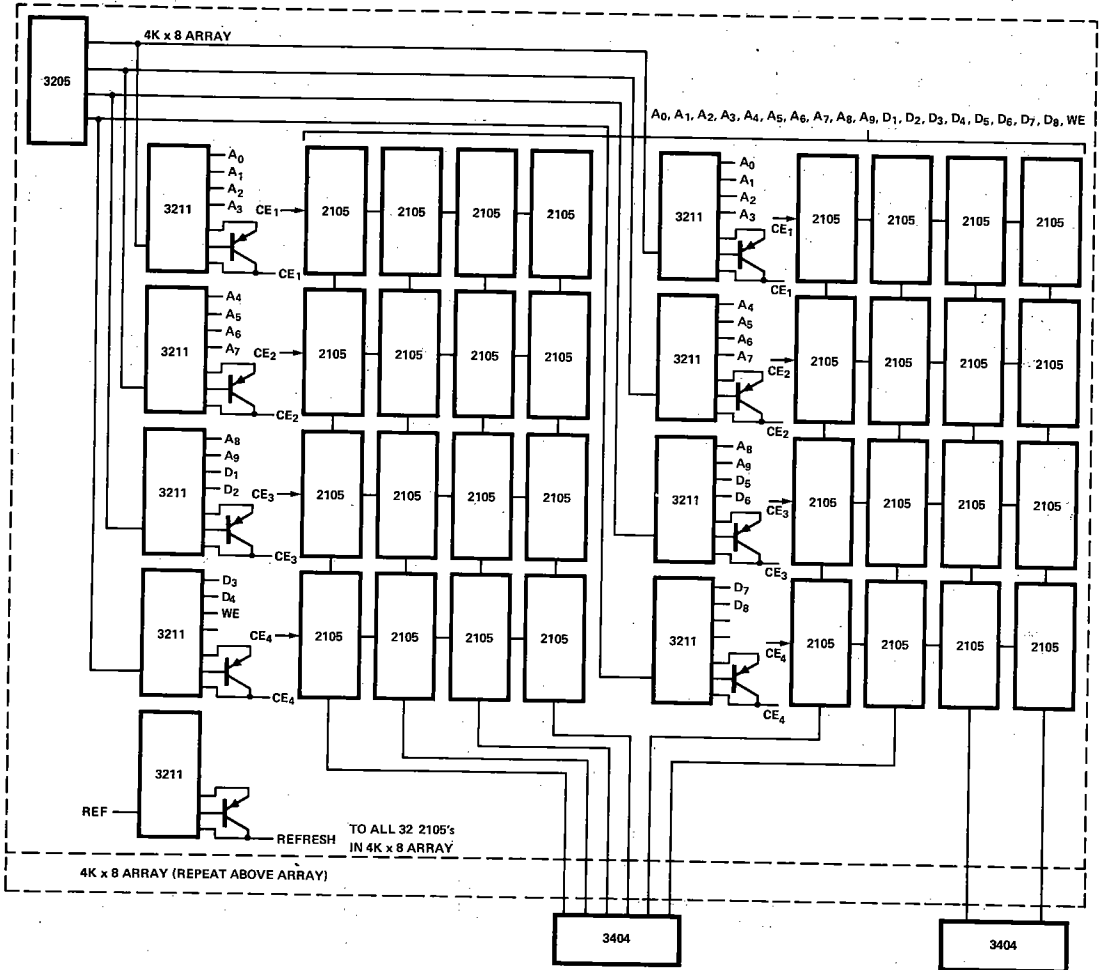 4K x 8 ARRAY
3205
A0, A1, A2, A3, A4, A5, A6, A7, A8, A9, D1, D2, D3, D4, D5, D6, D7, D8, WE
3211
A0
A1
A2
A3
CE1
CE1
2105 2105 2105 2105
3211
A4
A5
A6
A7
CE2
CE2
2105 2105 2105 2105
3211
A8
A9
D1
D2
CE3
CE3
2105 2105 2105 2105
3211
D3
D4
WE
CE4
CE4
2105 2105 2105 2105
3211
A0
A1
A2
A3
CE1
CE1
2105 2105 2105 2105
3211
A4
A5
A6
A7
CE2
CE2
2105 2105 2105 2105
3211
A8
A9
D5
D6
CE3
CE3
2105 2105 2105 2105
3211
D7
D8
CE4
CE4
2105 2105 2105 2105
3211
REF
REFRESH
TO ALL 32 2105's
IN 4K x 8 ARRAY
4K x 8 ARRAY (REPEAT ABOVE ARRAY)
3404
3404